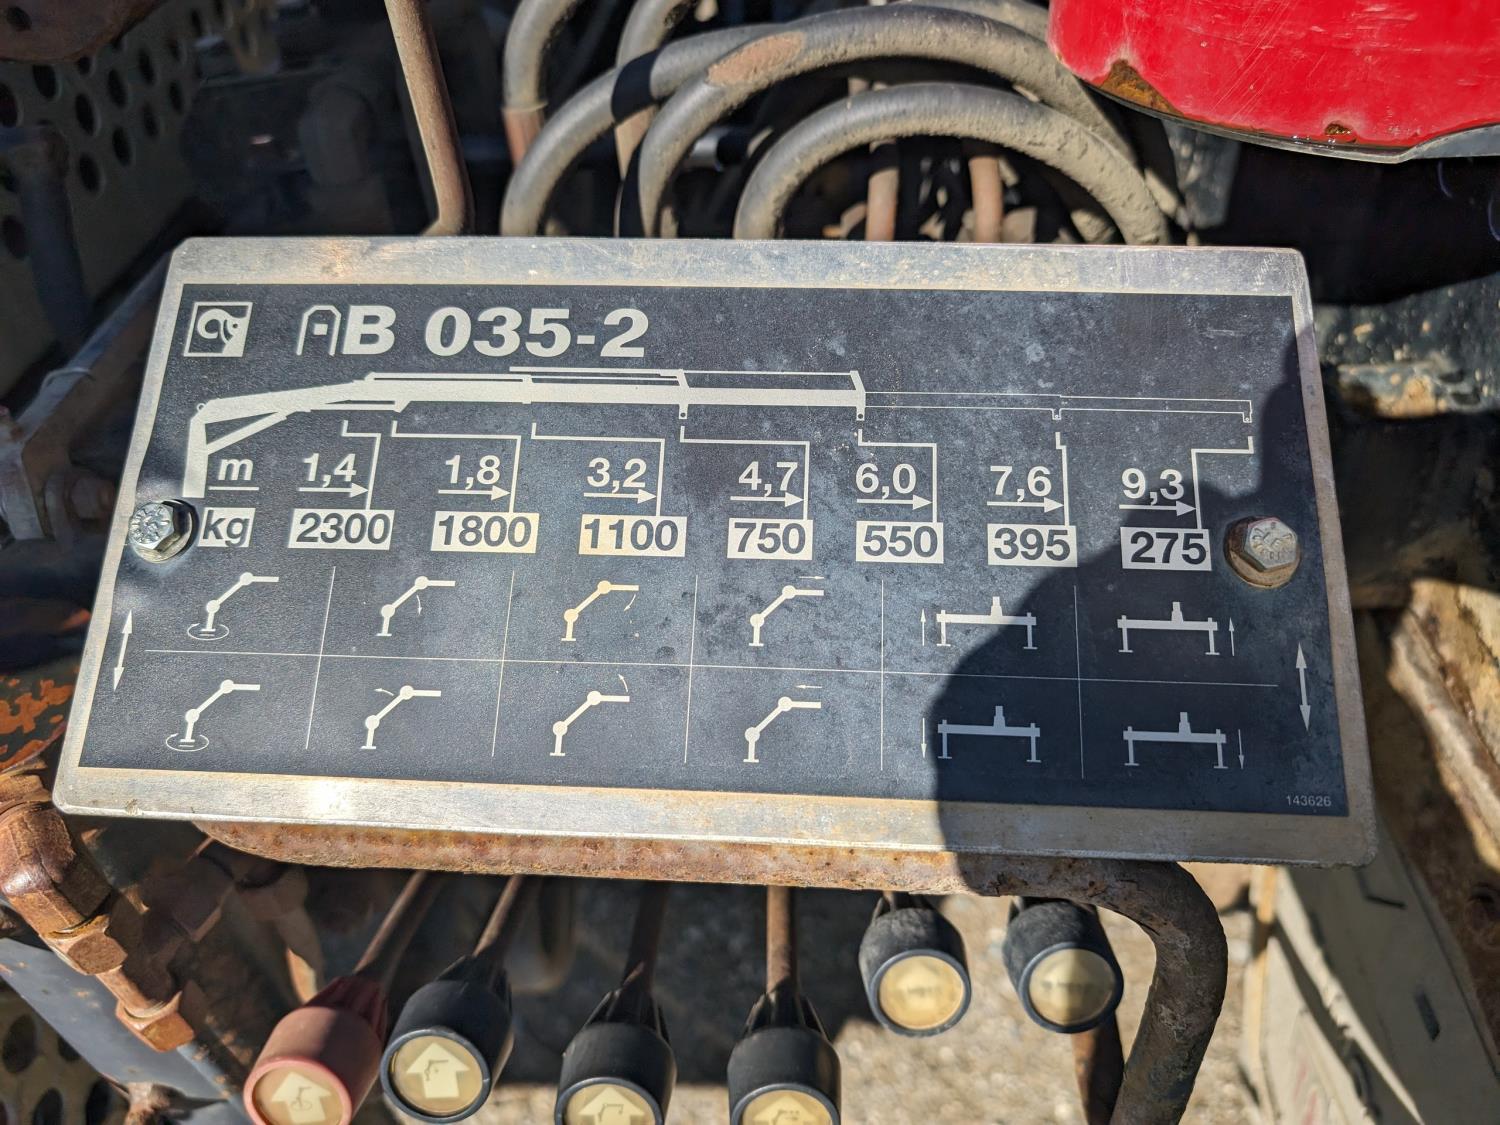 AB 035-2
m 1,4 1,8 3,2 4,7 6,0 7,6 9,3
kg 2300 1800 1100 750 550 395 275
143626